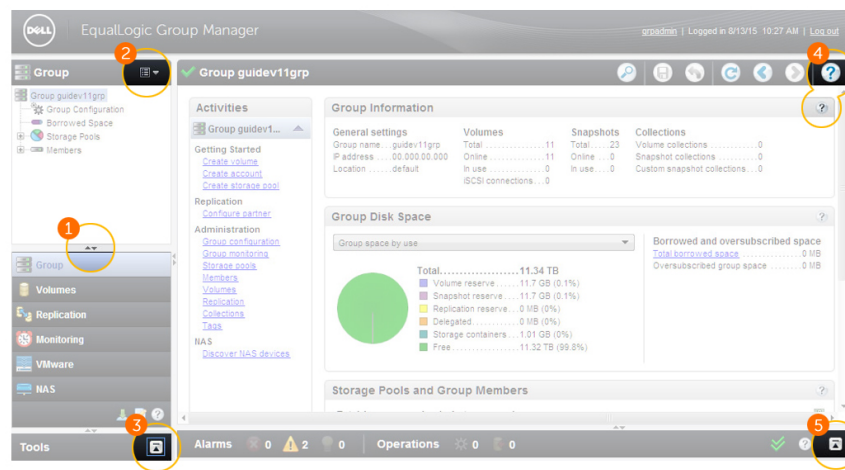 DELL EqualLogic Group Manager
grpadmin | Logged in 8/13/15 10:27 AM | Log out
2
4
Group
Group guidev11grp
?
Group guidev11grp
Group Configuration
Borrowed Space
Storage Pools
Members
1
Group
Volumes
Replication
Monitoring
VMware
NAS
3
Tools
Activities
Group guidev1...
Getting Started
Create volume
Create account
Create storage pool
Replication
Configure partner
Administration
Group configuration
Group monitoring
Storage pools
Members
Volumes
Replication
Collections
Tags
NAS
Discover NAS devices
Group Information
?
General settings
Group name...guidev11grp
IP address ....00.000.00.000
Location .......default
Volumes
Total .....................11
Online....................11
In use......................0
iSCSI connections...0
Snapshots
Total.....23
Online...0
In use....0
Collections
Volume collections ............0
Snapshot collections ..........0
Custom snapshot collections...0
Group Disk Space
?
Group space by use
Total....................11.34 TB
Volume reserve......11.7 GB (0.1%)
Snapshot reserve....11.7 GB (0.1%)
Replication reserve...0 MB (0%)
Delegated............0 MB (0%)
Storage containers...1.01 GB (0%)
Free.................11.32 TB (99.8%)
Borrowed and oversubscribed space
Total borrowed space ...............0 MB
Oversubscribed group space ........0 MB
Storage Pools and Group Members
?
Alarms 0 2 0 Operations 0 0
?
5